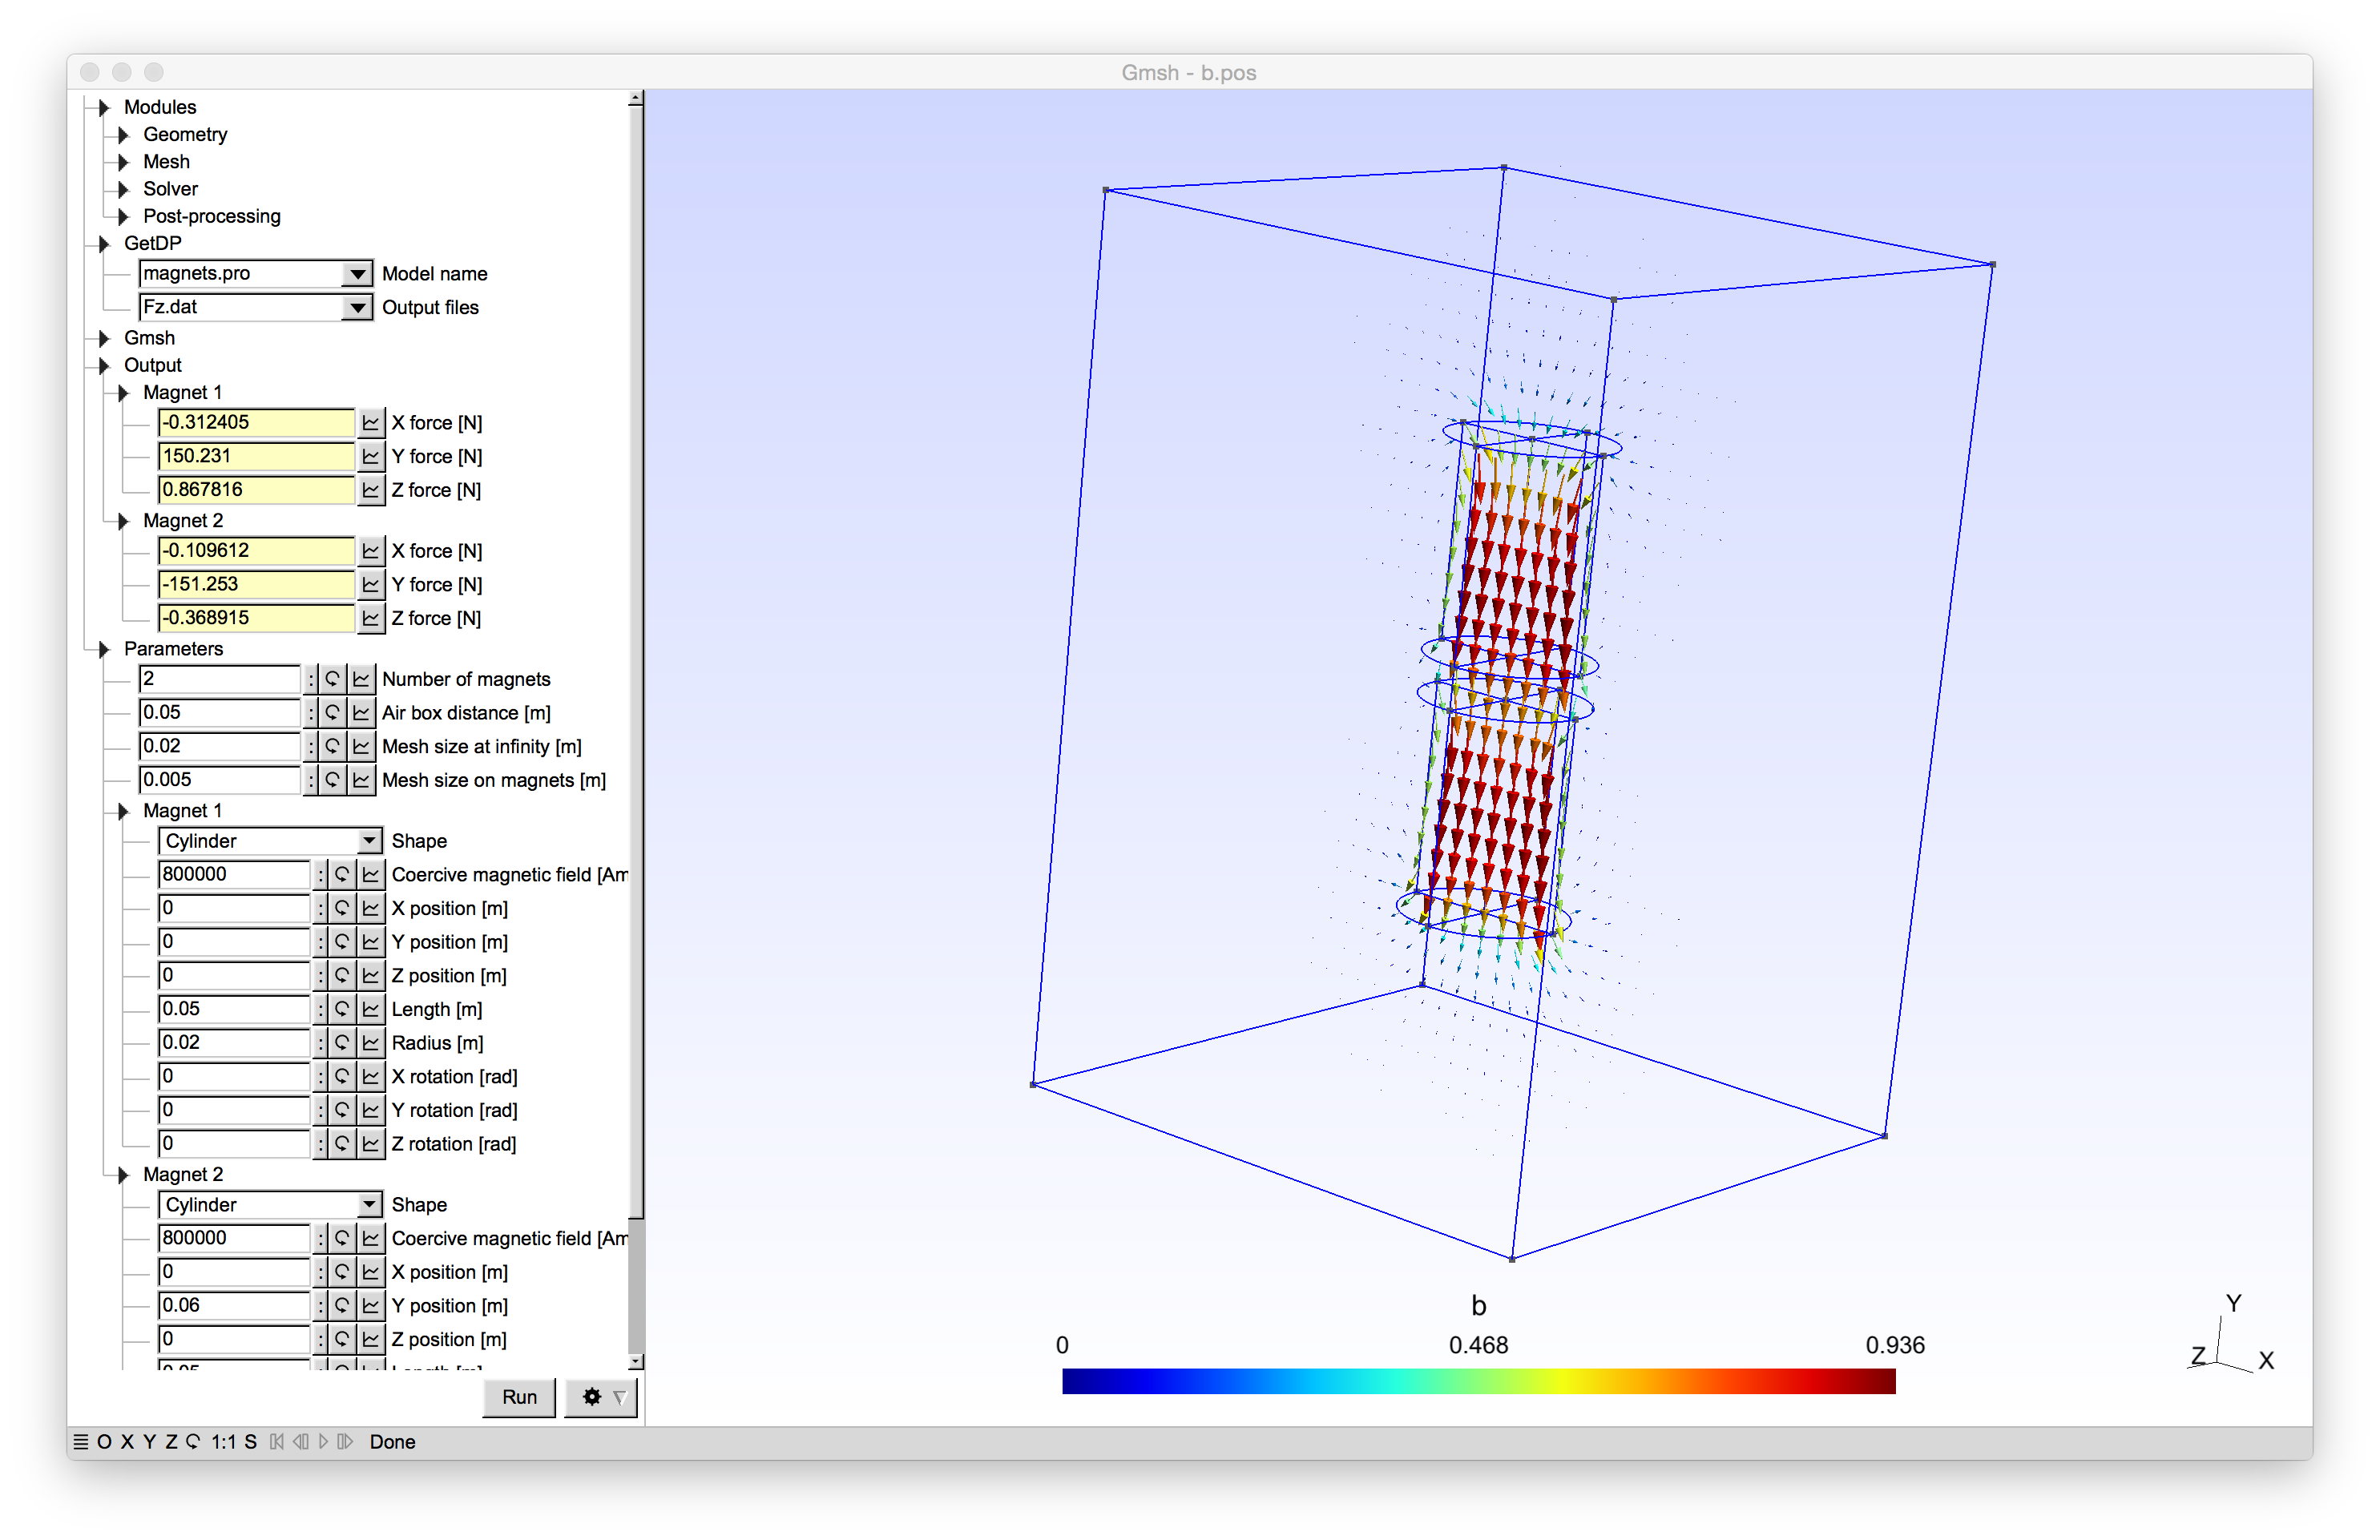 Gmsh - b.pos
Modules
Geometry
Mesh
Solver
Post-processing
GetDP
magnets.pro Model name
Fz.dat Output files
Gmsh
Output
Magnet 1
-0.312405 X force [N]
150.231 Y force [N]
0.867816 Z force [N]
Magnet 2
-0.109612 X force [N]
-151.253 Y force [N]
-0.368915 Z force [N]
Parameters
2 : Number of magnets
0.05 : Air box distance [m]
0.02 : Mesh size at infinity [m]
0.005 : Mesh size on magnets [m]
Magnet 1
Cylinder Shape
800000 : Coercive magnetic field [Am
0 : X position [m]
0 : Y position [m]
0 : Z position [m]
0.05 : Length [m]
0.02 : Radius [m]
0 : X rotation [rad]
0 : Y rotation [rad]
0 : Z rotation [rad]
Magnet 2
Cylinder Shape
800000 : Coercive magnetic field [Am
0 : X position [m]
0.06 : Y position [m]
0 : Z position [m]
0.05 : Length [m]
Run
O X Y Z 1:1 S Done
b
0 0.468 0.936
Y
Z X